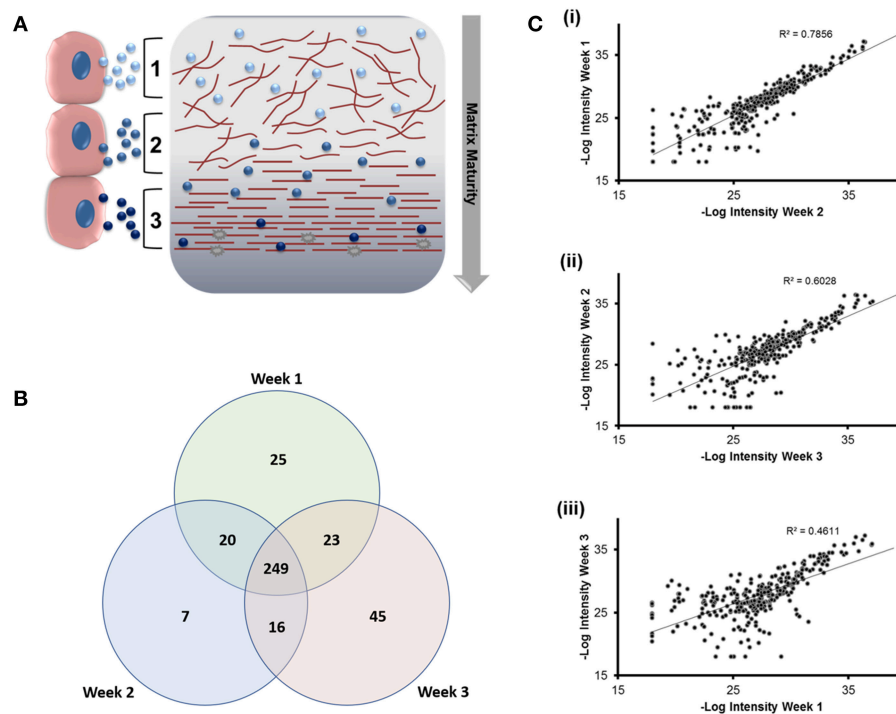 A
1
2
3
Matrix Maturity
B
Week 1
25
20
23
249
7
16
45
Week 2
Week 3
C
(i)
R² = 0.7856
-Log Intensity Week 1
35
25
15
15
25
35
-Log Intensity Week 2
(ii)
R² = 0.6028
-Log Intensity Week 2
35
25
15
15
25
35
-Log Intensity Week 3
(iii)
R² = 0.4611
-Log Intensity Week 3
35
25
15
15
25
35
-Log Intensity Week 1